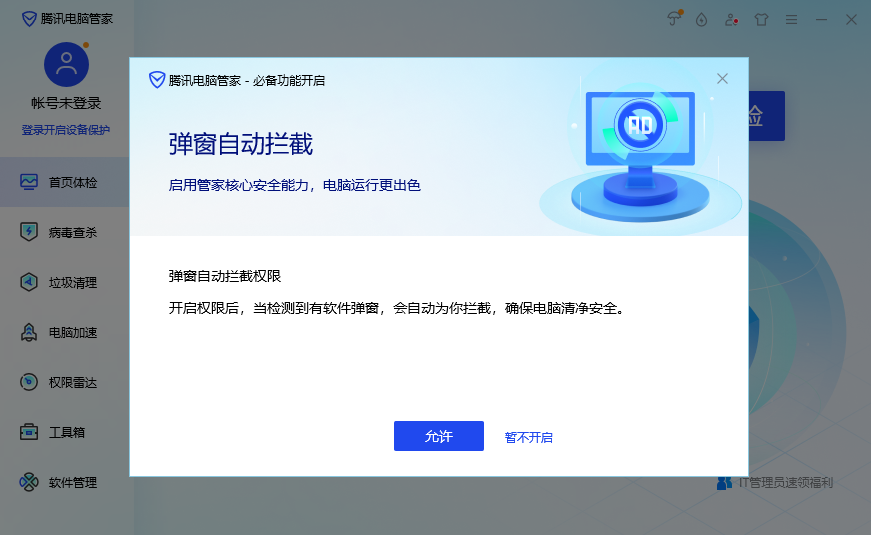 腾讯电脑管家
帐号未登录
登录开启设备保护
首页体检
病毒查杀
垃圾清理
电脑加速
权限雷达
工具箱
软件管理
腾讯电脑管家 - 必备功能开启
弹窗自动拦截
启用管家核心安全能力，电脑运行更出色
AD
弹窗自动拦截权限
开启权限后，当检测到有软件弹窗，会自动为你拦截，确保电脑清净安全。
允许
暂不开启
IT管理员速领福利